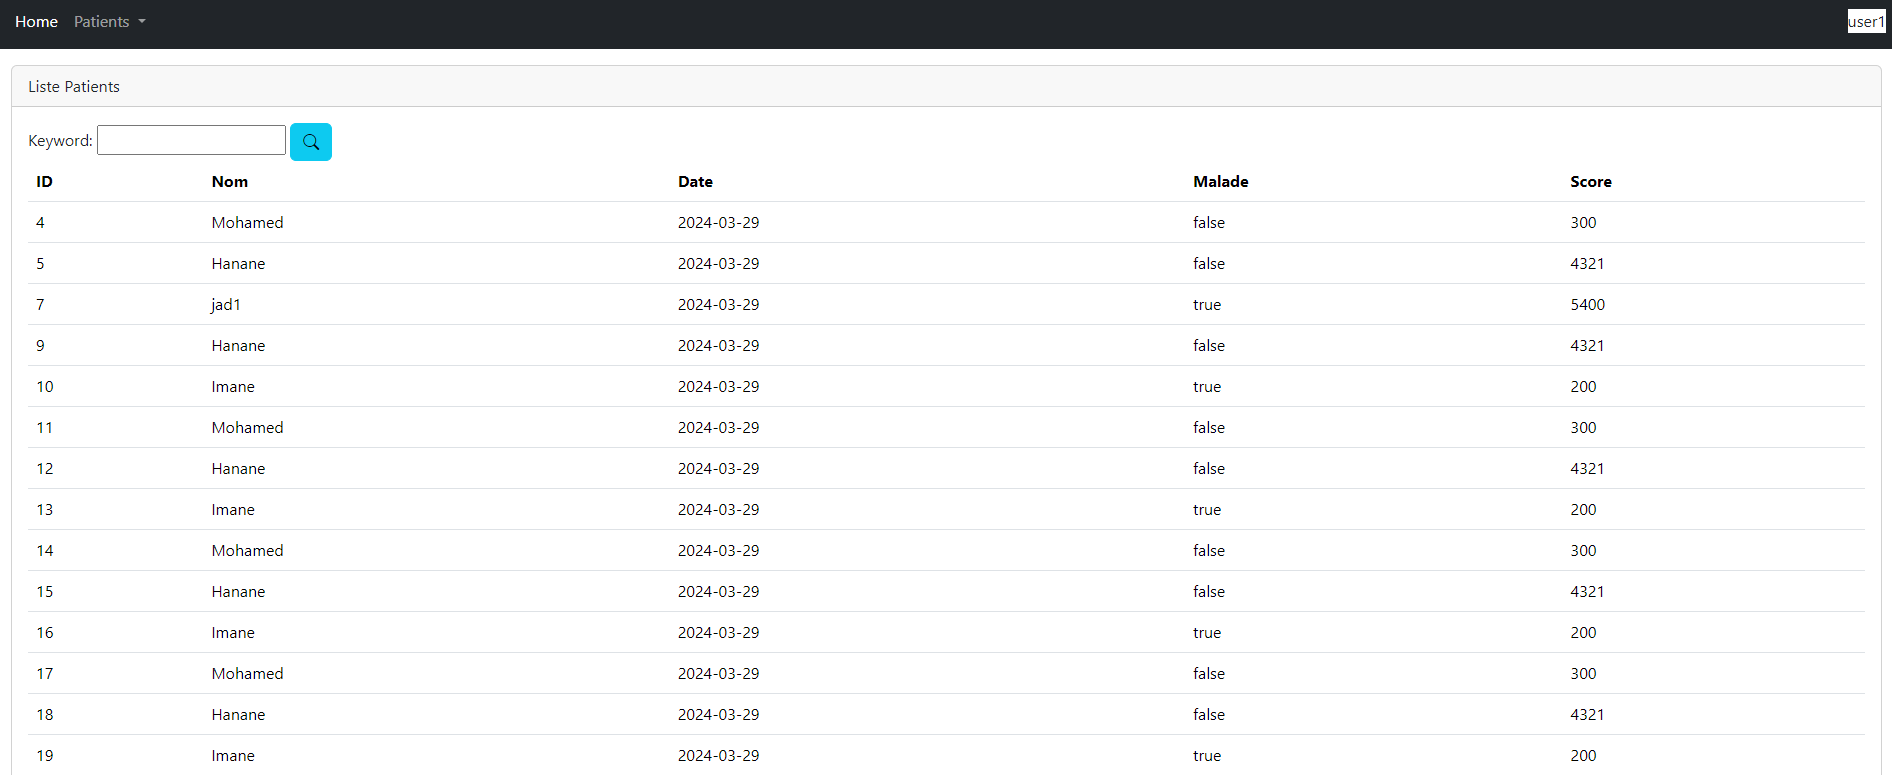 Home Patients user1
Liste Patients
Keyword:
ID Nom Date Malade Score
4 Mohamed 2024-03-29 false 300
5 Hanane 2024-03-29 false 4321
7 jad1 2024-03-29 true 5400
9 Hanane 2024-03-29 false 4321
10 Imane 2024-03-29 true 200
11 Mohamed 2024-03-29 false 300
12 Hanane 2024-03-29 false 4321
13 Imane 2024-03-29 true 200
14 Mohamed 2024-03-29 false 300
15 Hanane 2024-03-29 false 4321
16 Imane 2024-03-29 true 200
17 Mohamed 2024-03-29 false 300
18 Hanane 2024-03-29 false 4321
19 Imane 2024-03-29 true 200